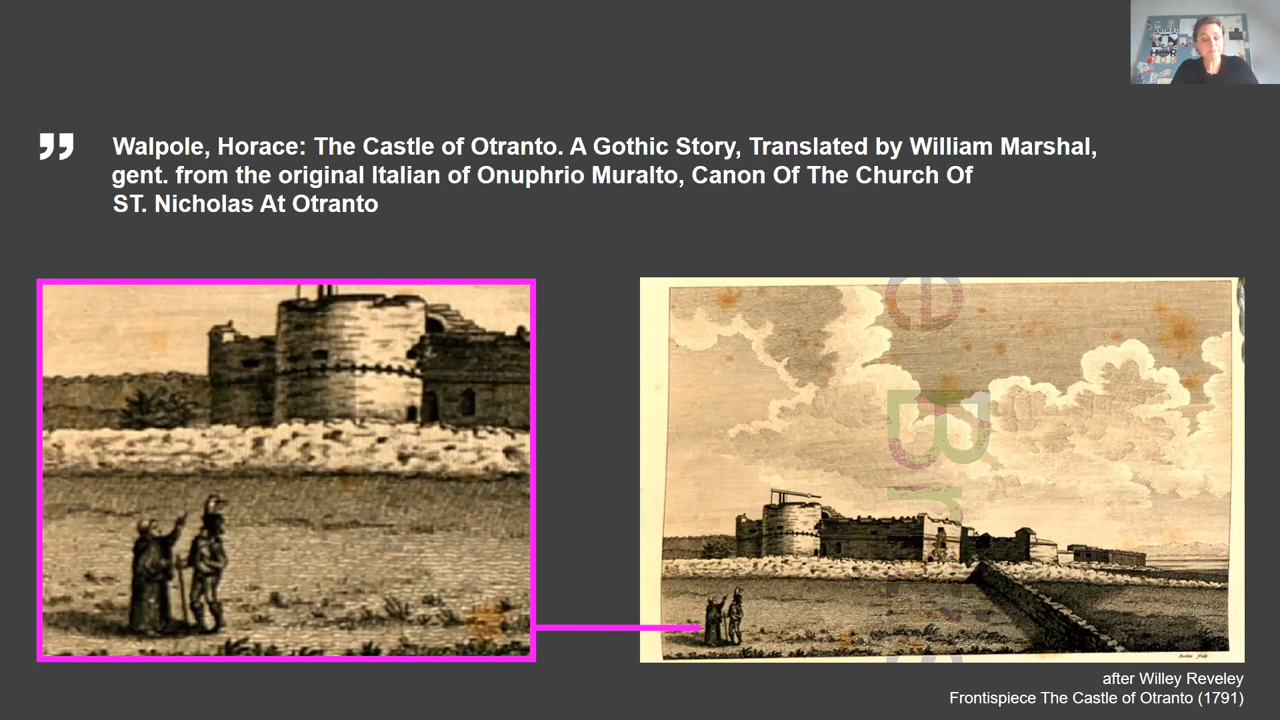 ”
Walpole, Horace: The Castle of Otranto. A Gothic Story, Translated by William Marshal,
gent. from the original Italian of Onuphrio Muralto, Canon Of The Church Of
ST. Nicholas At Otranto
after Willey Reveley
Frontispiece The Castle of Otranto (1791)